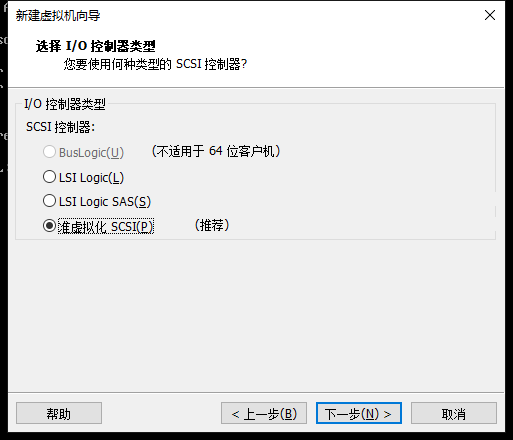 新建虚拟机向导
选择 I/O 控制器类型
您要使用何种类型的 SCSI 控制器?
I/O 控制器类型
SCSI 控制器:
BusLogic(U) (不适用于 64 位客户机)
LSI Logic(L)
LSI Logic SAS(S)
准虚拟化 SCSI(P) (推荐)
帮助 < 上一步(B) 下一步(N) > 取消